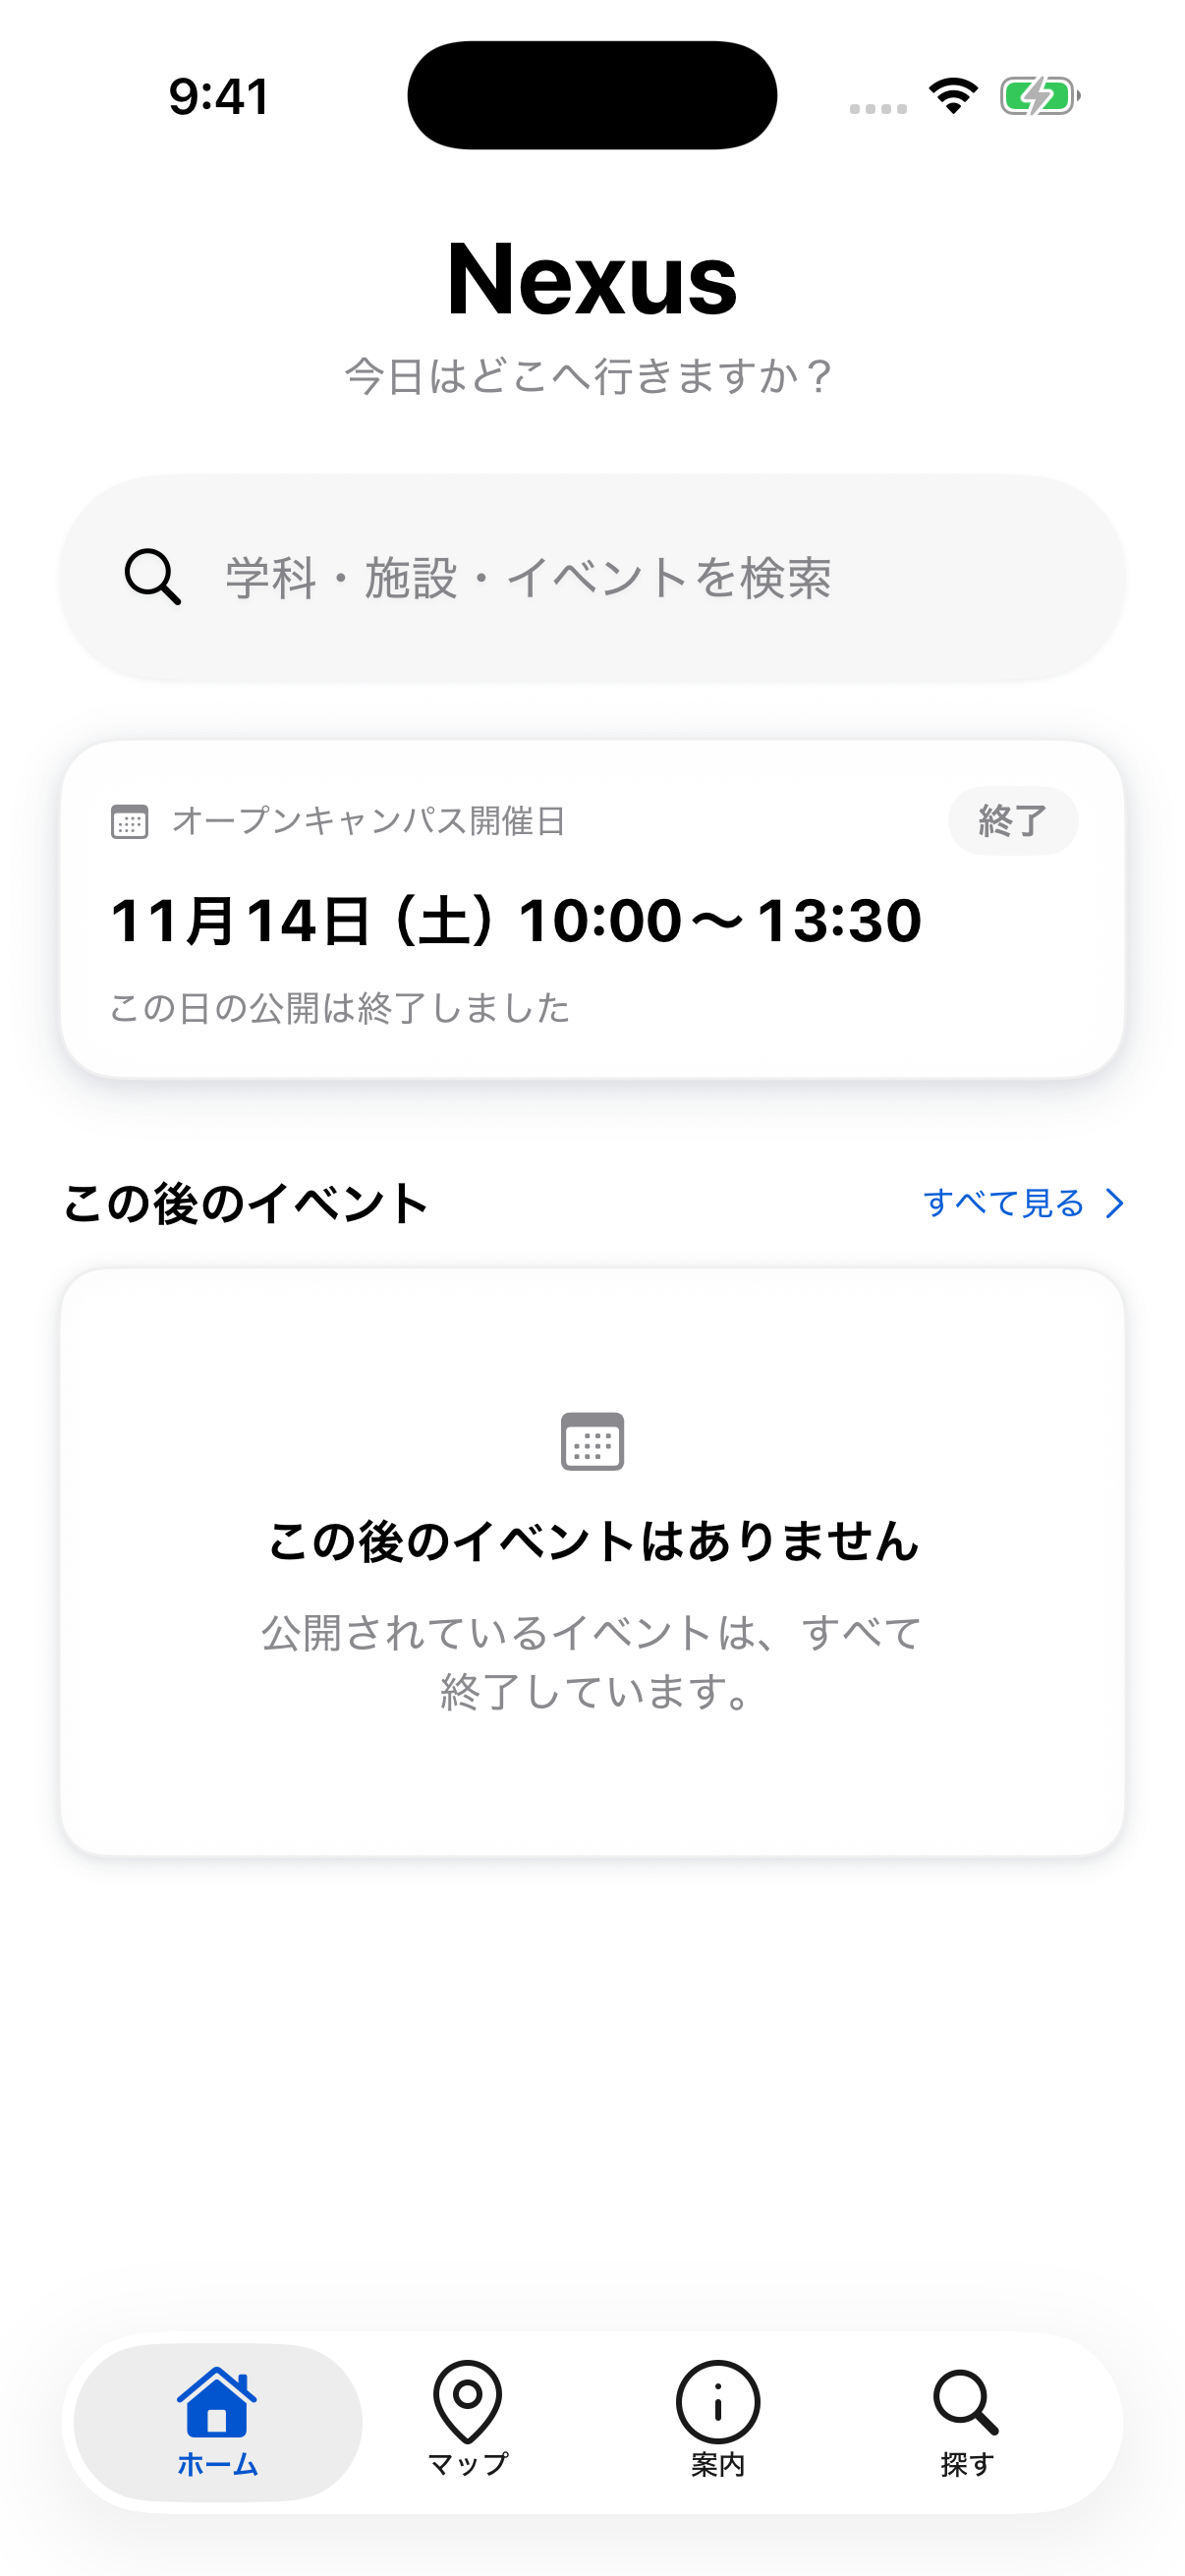 9:41
Nexus
今日はどこへ行きますか？
学科・施設・イベントを検索
オープンキャンパス開催日
終了
11月14日（土）10:00〜13:30
この日の公開は終了しました
この後のイベント
すべて見る
この後のイベントはありません
公開されているイベントは、すべて
終了しています。
ホーム
マップ
案内
探す